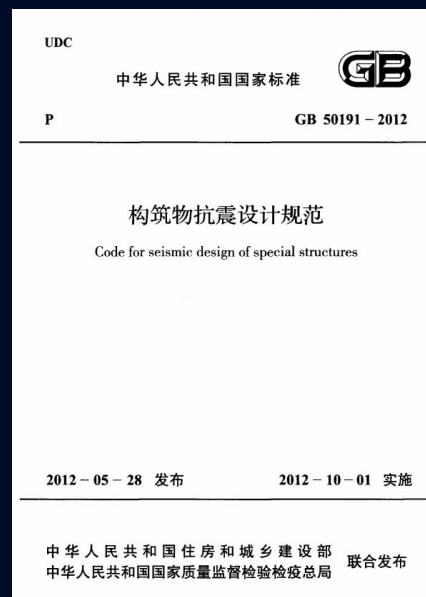 UDC
GB
中华人民共和国国家标准
P GB 50191－2012
构筑物抗震设计规范
Code for seismic design of special structures
2012－05－28 发布 2012－10－01 实施
中华人民共和国住房和城乡建设部
中华人民共和国国家质量监督检验检疫总局 联合发布